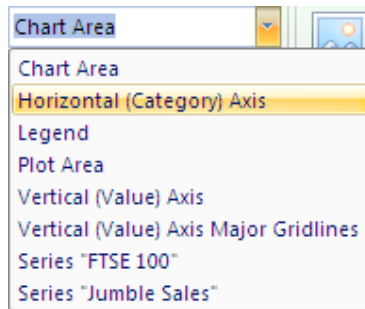 Chart Area
Chart Area
Horizontal (Category) Axis
Legend
Plot Area
Vertical (Value) Axis
Vertical (Value) Axis Major Gridlines
Series "FTSE 100"
Series "Jumble Sales"